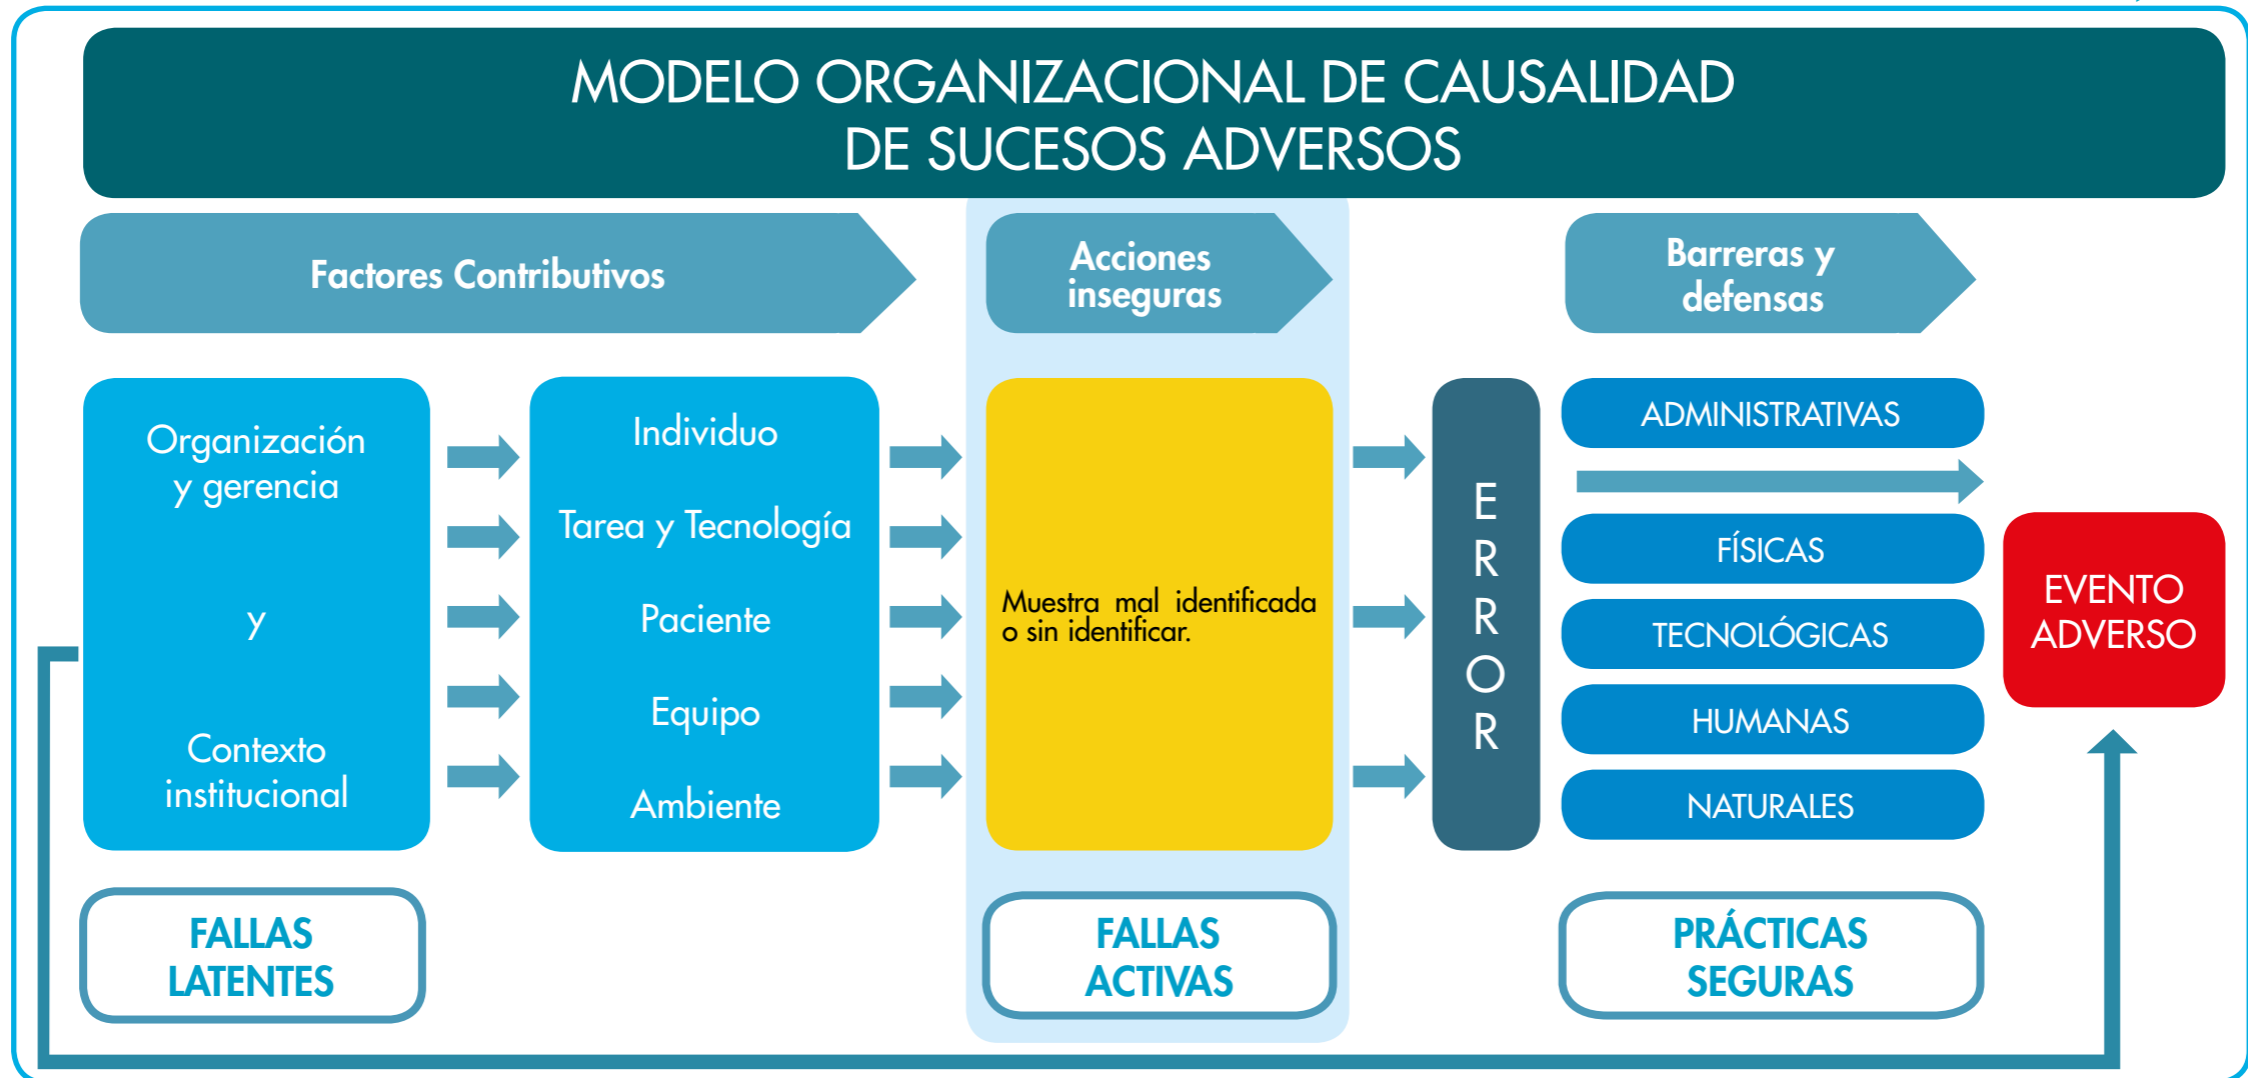 MODELO ORGANIZACIONAL DE CAUSALIDAD
DE SUCESOS ADVERSOS
Factores Contributivos
Acciones
inseguras
Barreras y
defensas
Organización
y gerencia
y
Contexto
institucional
Individuo
Tarea y Tecnología
Paciente
Equipo
Ambiente
Muestra mal identificada
o sin identificar.
ERROR
ADMINISTRATIVAS
FÍSICAS
TECNOLÓGICAS
HUMANAS
NATURALES
EVENTO
ADVERSO
FALLAS
LATENTES
FALLAS
ACTIVAS
PRÁCTICAS
SEGURAS